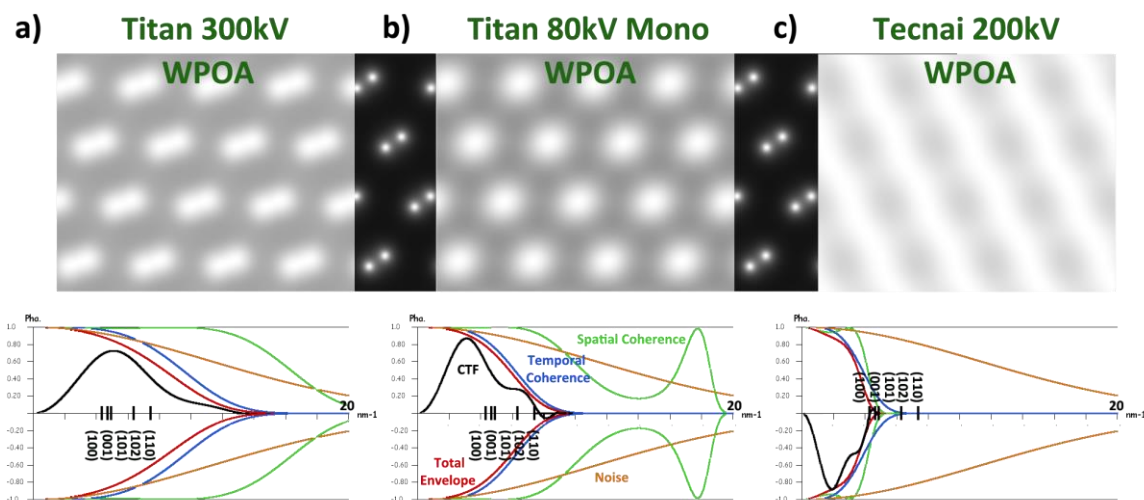 a) Titan 300kV
WPOA
b) Titan 80kV Mono
WPOA
c) Tecnai 200kV
WPOA
Pha.
1.0
0.80
0.60
0.40
0.20
-0.20
-0.40
-0.60
-0.80
-1.0
(100)
(001)
(101)
(102)
(110)
20
nm-1
Pha.
1.0
0.80
0.60
0.40
0.20
-0.20
-0.40
-0.60
-0.80
-1.0
CTF
Spatial Coherence
Temporal
Coherence
(100)
(001)
(101)
(102)
(110)
20
nm-1
Total
Envelope
Noise
Pha.
1.0
0.80
0.60
0.40
0.20
-0.20
-0.40
-0.60
-0.80
-1.0
(100)
(001)
(101)
(102)
(110)
20
nm-1